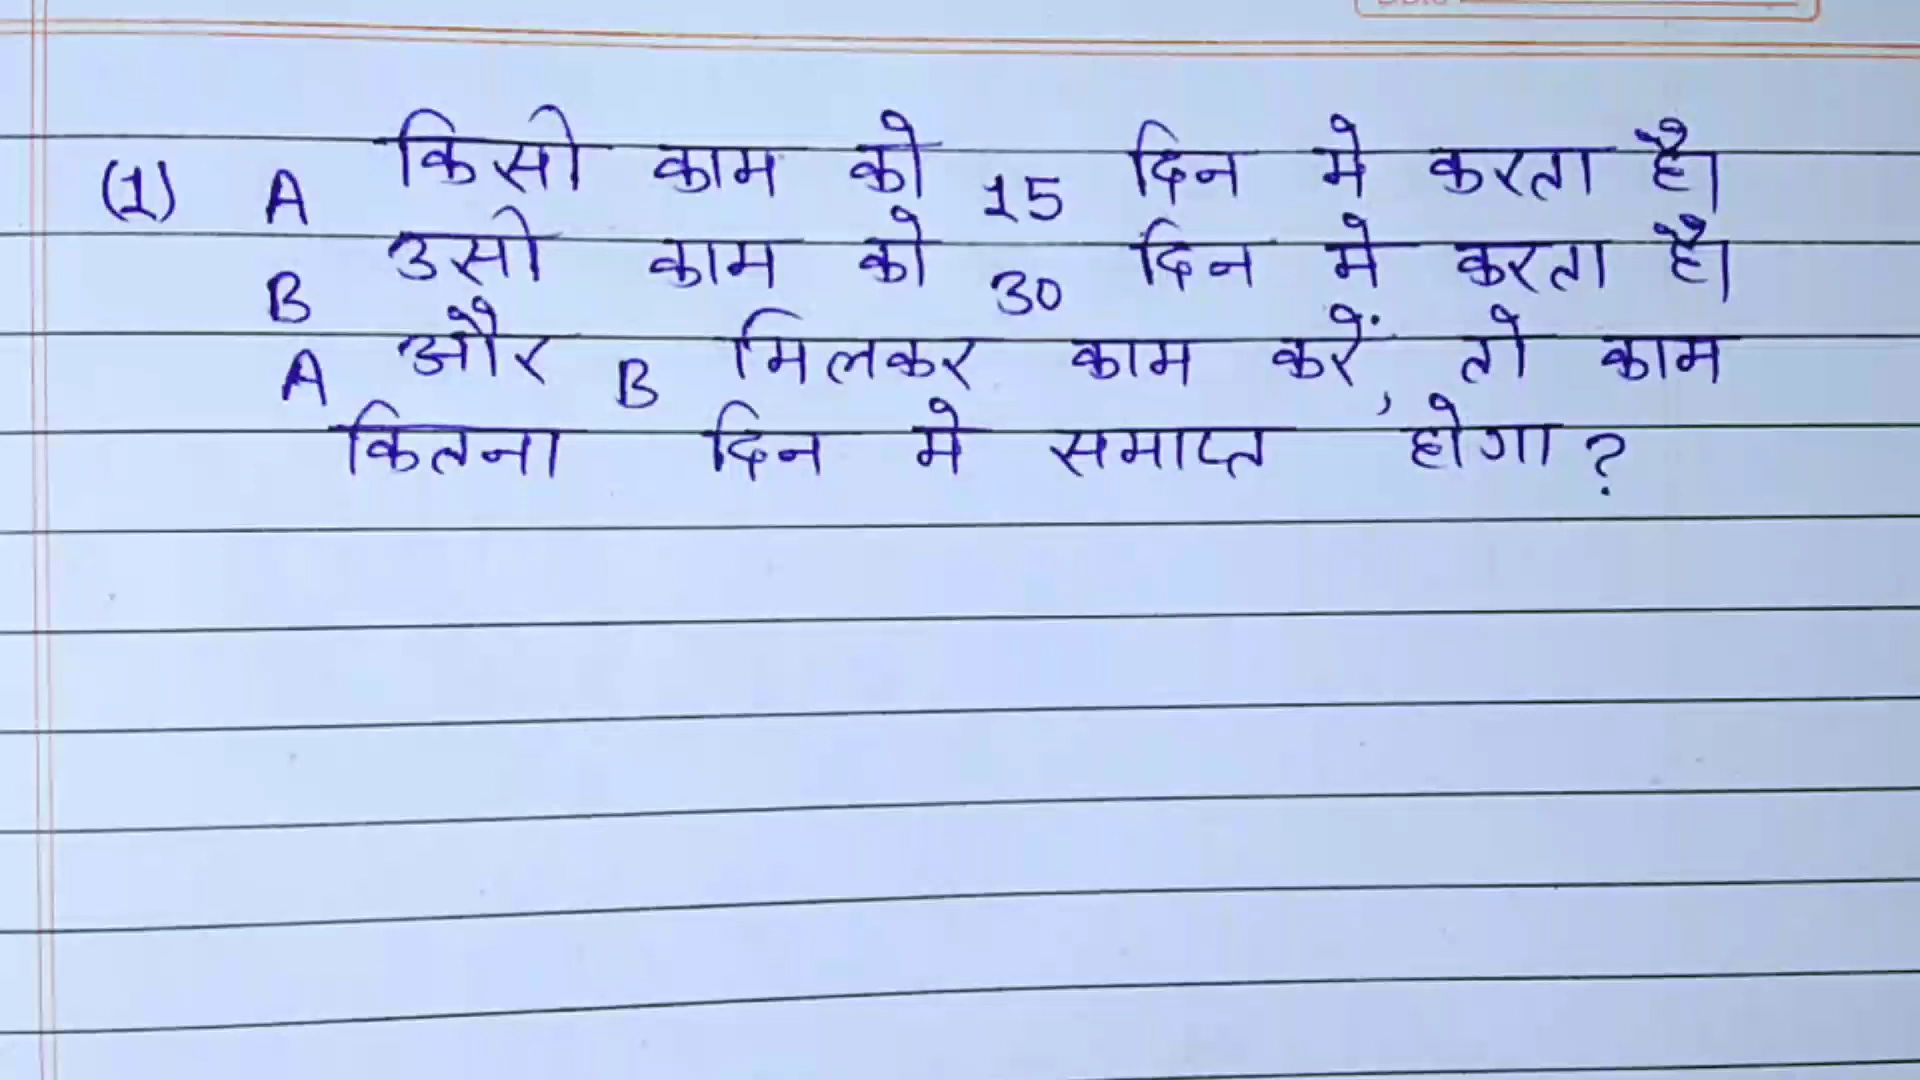 (1) A किसी काम को 15 दिन मे करता है।
B उसी काम को 30 दिन मे करता है।
A और B मिलकर काम करें, तो काम
कितना दिन मे समाप्त होगा?